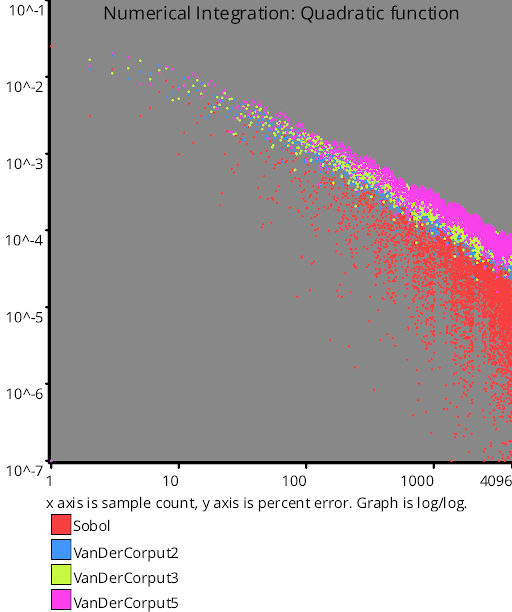 Numerical Integration: Quadratic function
10^-1
10^-2
10^-3
10^-4
10^-5
10^-6
10^-7
1 10 100 1000 4096
x axis is sample count, y axis is percent error. Graph is log/log.
Sobol
VanDerCorput2
VanDerCorput3
VanDerCorput5